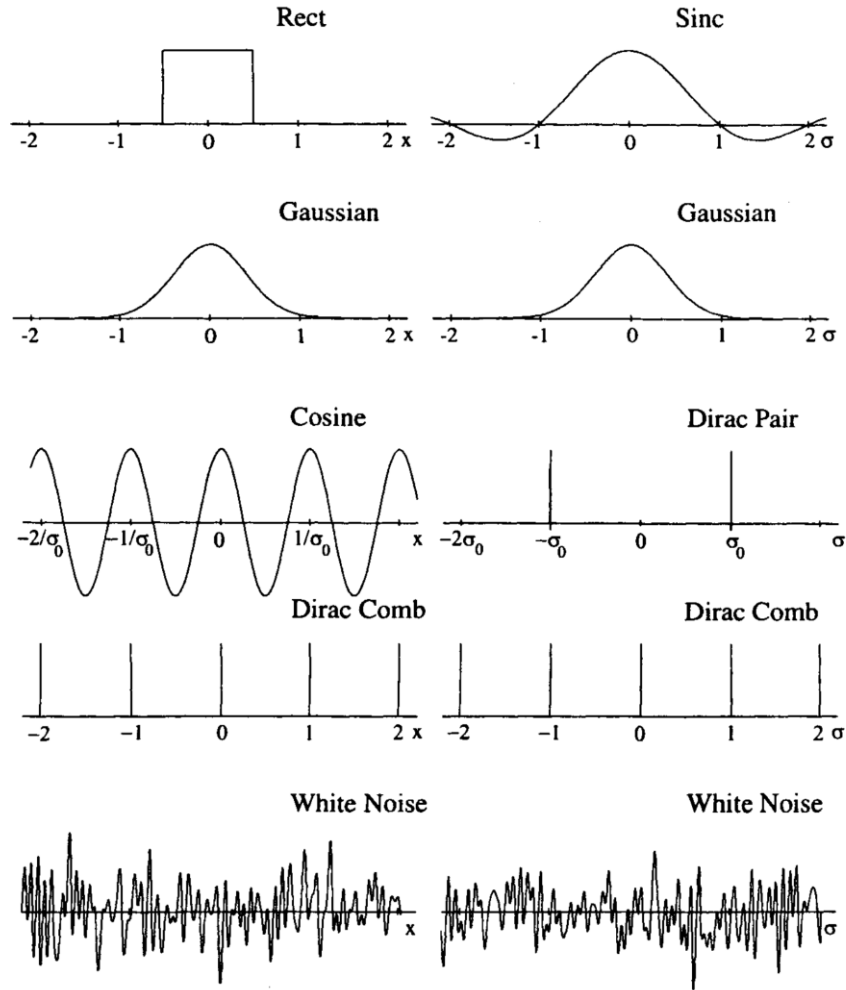 Rect
Sinc
-2 -1 0 1 2 x
-2 -1 0 1 2 σ
Gaussian
Gaussian
-2 -1 0 1 2 x
-2 -1 0 1 2 σ
Cosine
Dirac Pair
−2/σ₀ −1/σ₀ 0 1/σ₀ x
−2σ₀ −σ₀ 0 σ₀ σ
Dirac Comb
Dirac Comb
−2 −1 0 1 2 x
−2 −1 0 1 2 σ
White Noise
White Noise
x
σ